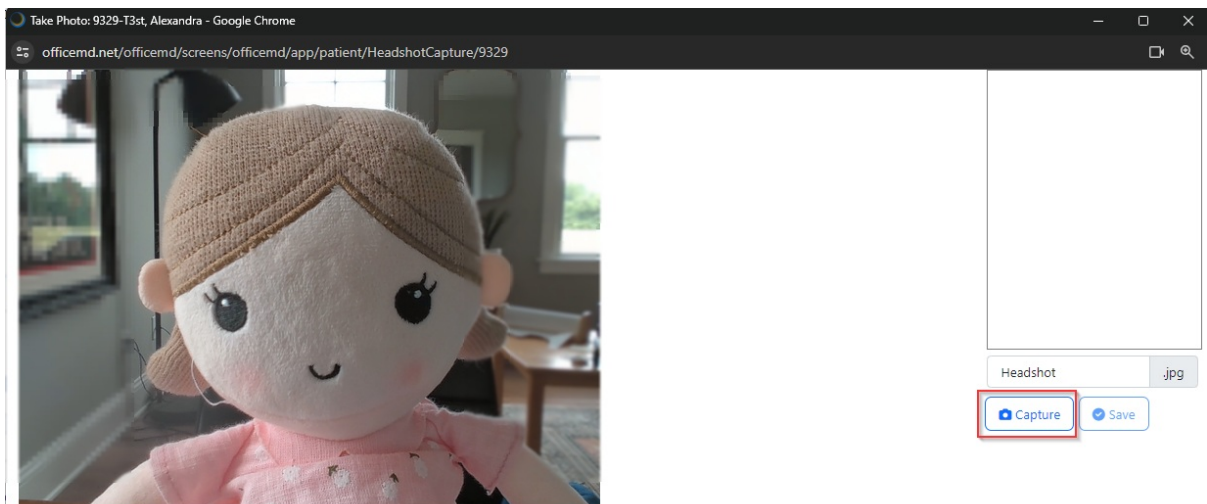 Take Photo: 9329-T3st, Alexandra - Google Chrome
officemd.net/officemd/screens/officemd/app/patient/HeadshotCapture/9329
Headshot .jpg
Capture Save